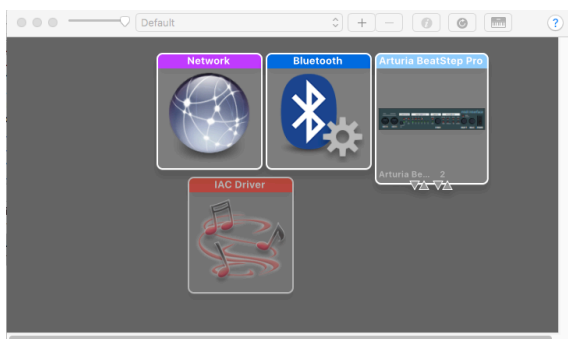 Default
?
Network
Bluetooth
Arturia BeatStep Pro
Arturia Be... 2
IAC Driver